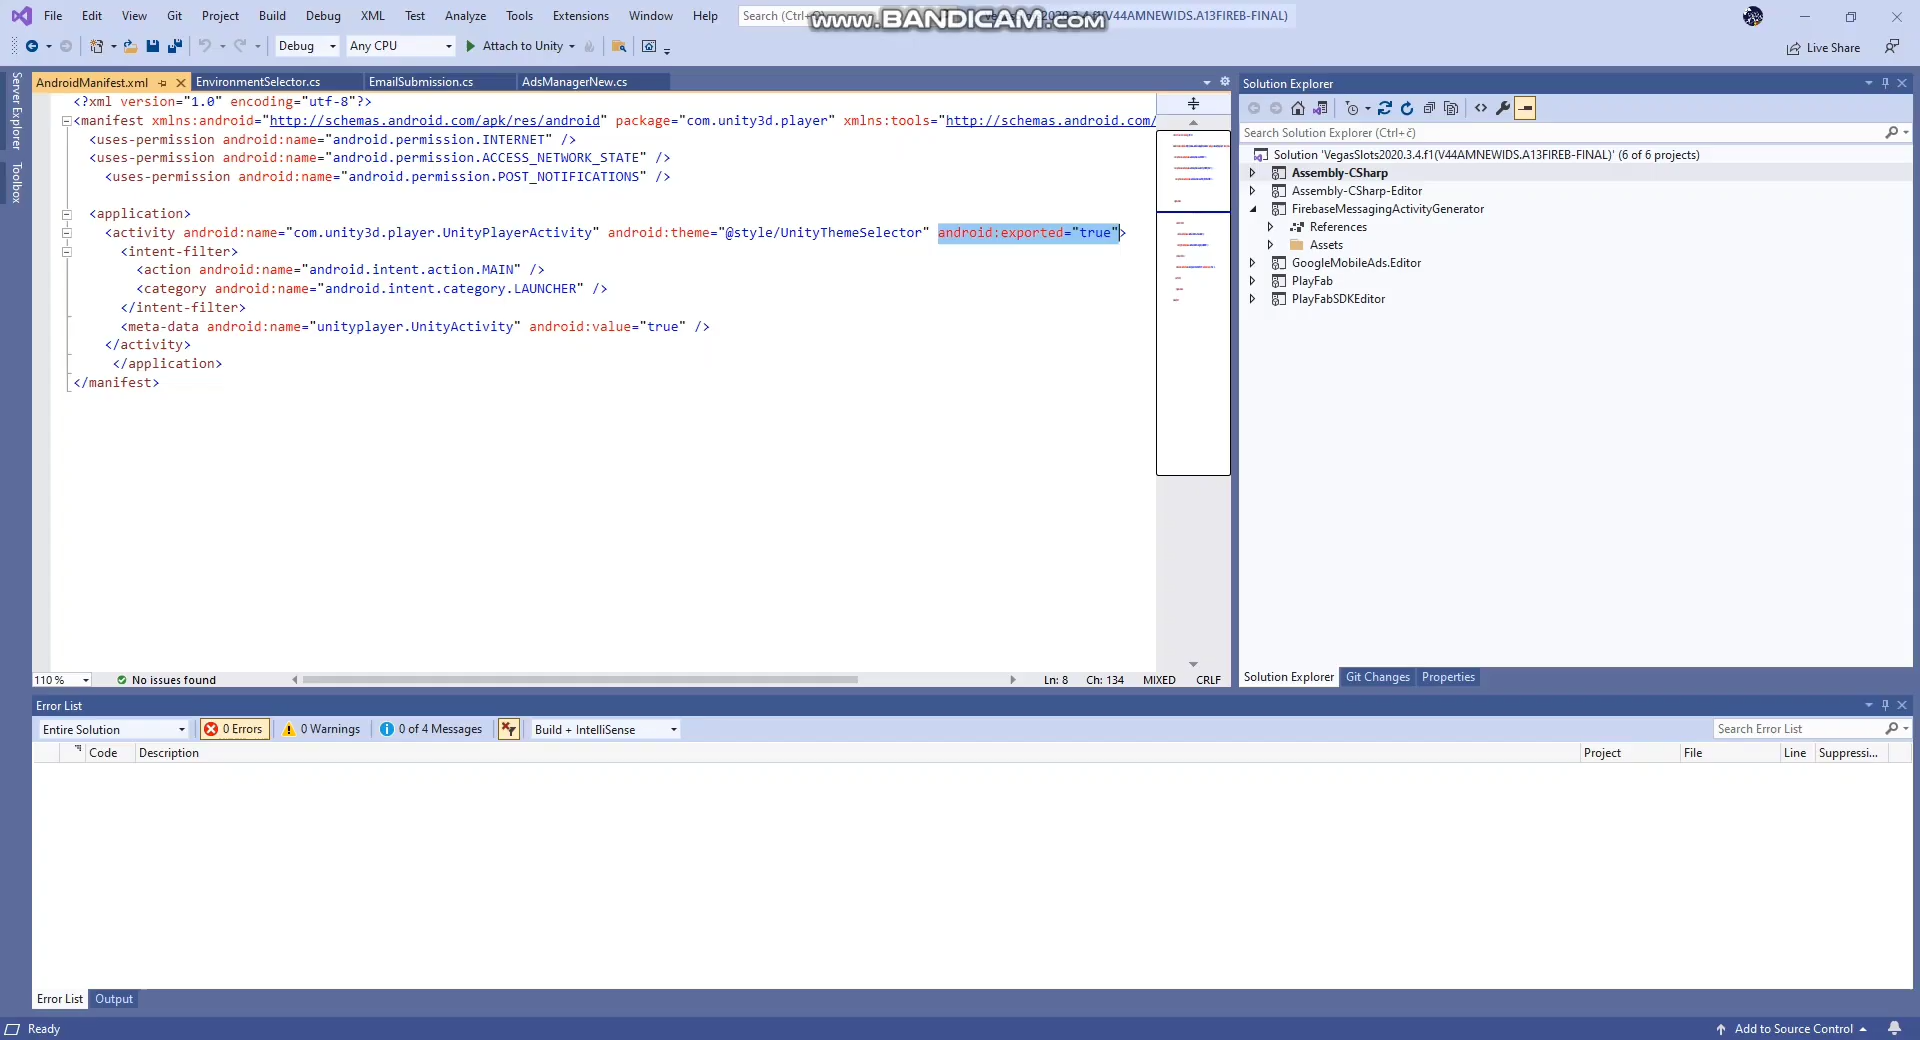 File Edit View Git Project Build Debug XML Test Analyze Tools Extensions Window Help
www.BANDICAM.com
Debug Any CPU Attach to Unity Live Share
Server Explorer
Toolbox
AndroidManifest.xml EnvironmentSelector.cs EmailSubmission.cs AdsManagerNew.cs
<?xml version="1.0" encoding="utf-8"?>
<manifest xmlns:android="http://schemas.android.com/apk/res/android" package="com.unity3d.player" xmlns:tools="http://schemas.android.com/
<uses-permission android:name="android.permission.INTERNET" />
<uses-permission android:name="android.permission.ACCESS_NETWORK_STATE" />
<uses-permission android:name="android.permission.POST_NOTIFICATIONS" />
<application>
<activity android:name="com.unity3d.player.UnityPlayerActivity" android:theme="@style/UnityThemeSelector" android:exported="true">
<intent-filter>
<action android:name="android.intent.action.MAIN" />
<category android:name="android.intent.category.LAUNCHER" />
</intent-filter>
<meta-data android:name="unityplayer.UnityActivity" android:value="true" />
</activity>
</application>
</manifest>
110 % No issues found Ln: 8 Ch: 134 MIXED CRLF
Solution Explorer
Search Solution Explorer (Ctrl+č)
Solution 'VegasSlots2020.3.4.f1(V44AMNEWIDS.A13FIREB-FINAL)' (6 of 6 projects)
Assembly-CSharp
Assembly-CSharp-Editor
FirebaseMessagingActivityGenerator
References
Assets
GoogleMobileAds.Editor
PlayFab
PlayFabSDKEditor
Solution Explorer Git Changes Properties
Error List
Entire Solution 0 Errors 0 Warnings 0 of 4 Messages Build + IntelliSense Search Error List
Code Description Project File Line Suppressi...
Error List Output
Ready Add to Source Control